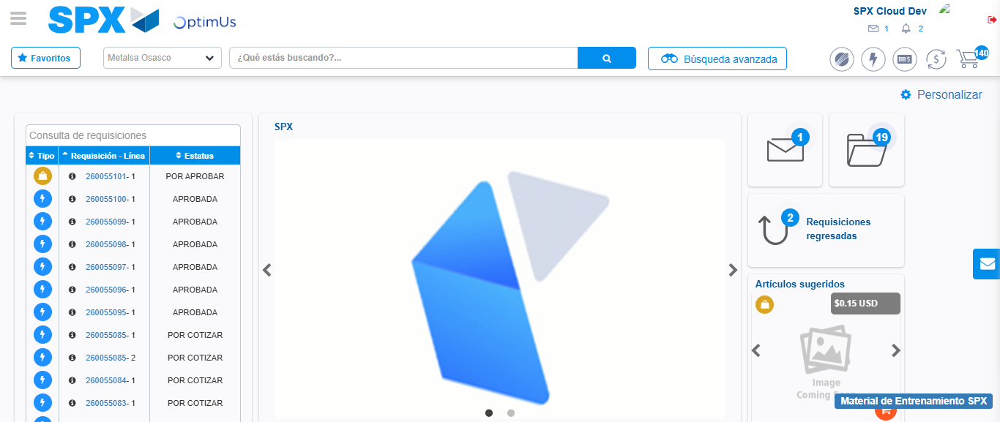 SPX
OptimUs
SPX Cloud Dev
1
2
Favoritos
Metalsa Osasco
¿Qué estás buscando?...
Búsqueda avanzada
$
140
Personalizar
Consulta de requisiciones
Tipo
Requisición - Línea
Estatus
260055101- 1
POR APROBAR
260055100- 1
APROBADA
260055099- 1
APROBADA
260055098- 1
APROBADA
260055097- 1
APROBADA
260055096- 1
APROBADA
260055095- 1
APROBADA
260055085- 1
POR COTIZAR
260055085- 2
POR COTIZAR
260055084- 1
POR COTIZAR
260055083- 1
POR COTIZAR
SPX
1
19
2
Requisiciones
regresadas
Artículos sugeridos
$0.15 USD
Image
Coming
Material de Entrenamiento SPX